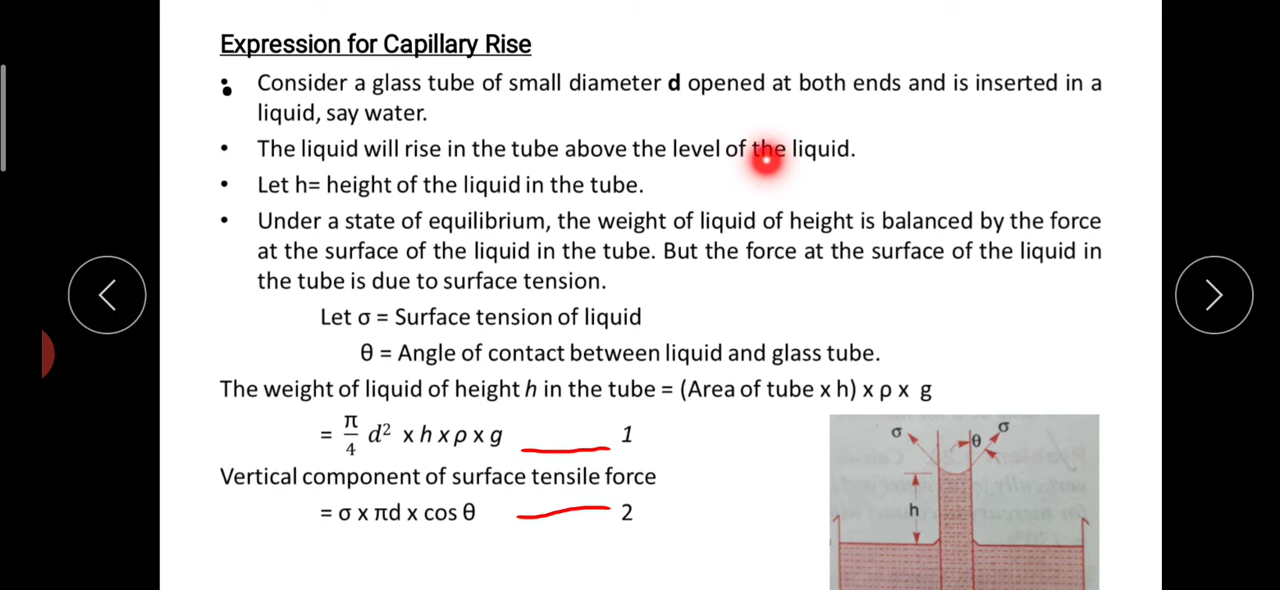 Expression for Capillary Rise
• Consider a glass tube of small diameter d opened at both ends and is inserted in a
liquid, say water.
• The liquid will rise in the tube above the level of the liquid.
• Let h= height of the liquid in the tube.
• Under a state of equilibrium, the weight of liquid of height is balanced by the force
at the surface of the liquid in the tube. But the force at the surface of the liquid in
the tube is due to surface tension.
Let σ = Surface tension of liquid
θ = Angle of contact between liquid and glass tube.
The weight of liquid of height h in the tube = (Area of tube x h) x ρ x g
= π/4 d² x h x ρ x g 1
Vertical component of surface tensile force
= σ x πd x cos θ 2
σ θ σ
h